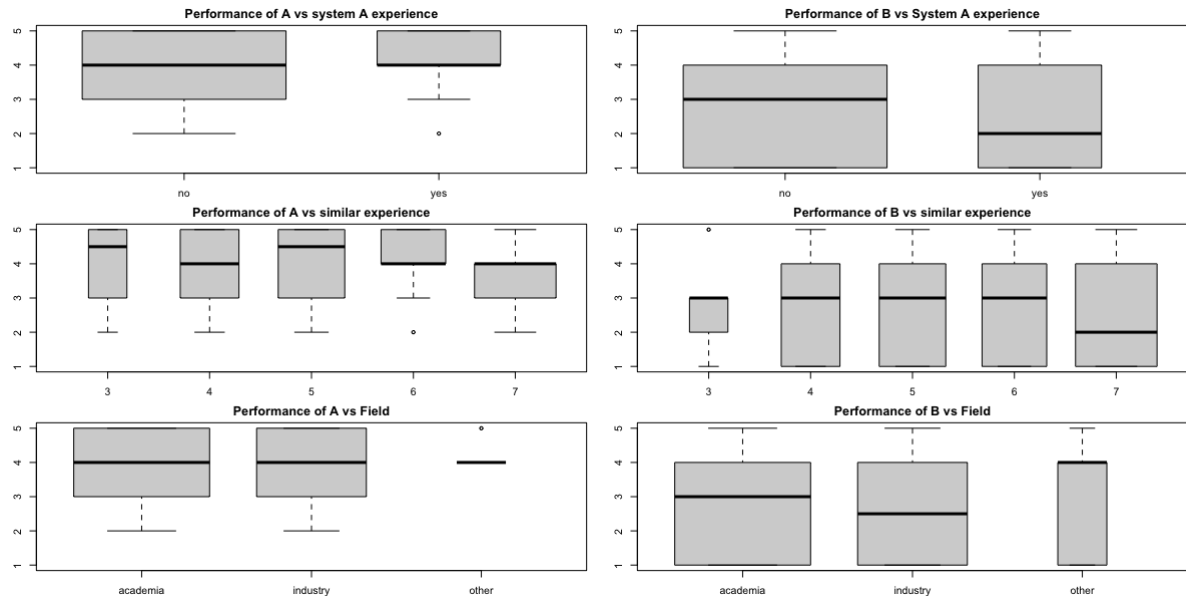 Performance of A vs system A experience
5
4
3
2
1
no yes
Performance of B vs System A experience
5
4
3
2
1
no yes
Performance of A vs similar experience
5
4
3
2
1
3 4 5 6 7
Performance of B vs similar experience
5
4
3
2
1
3 4 5 6 7
Performance of A vs Field
5
4
3
2
1
academia industry other
Performance of B vs Field
5
4
3
2
1
academia industry other